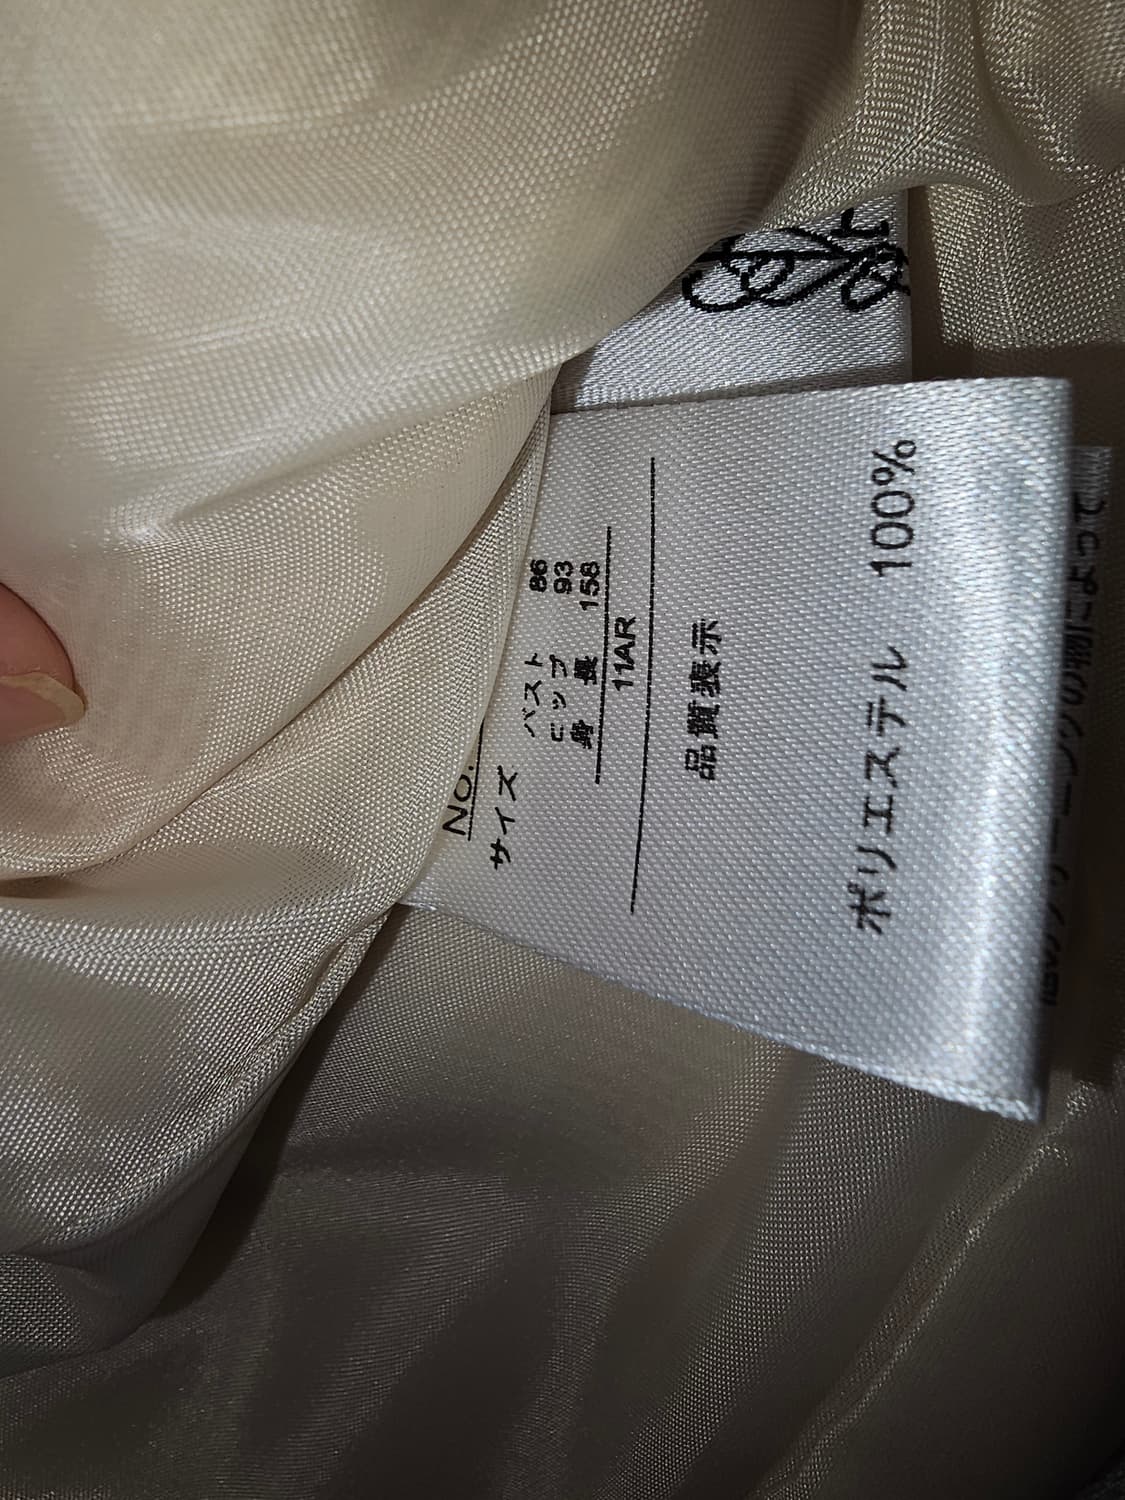 NO.
サイズ
バスト 86
ヒップ 93
身 長 158
11AR
品質表示
ポリエステル 100%